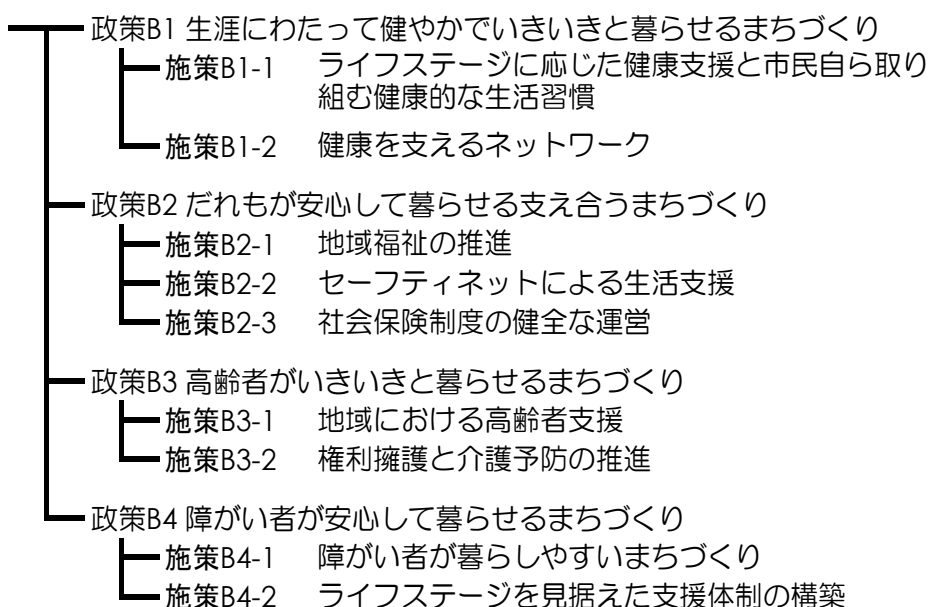 政策B1 生涯にわたって健やかでいきいきと暮らせるまちづくり
施策B1-1 ライフステージに応じた健康支援と市民自ら取り
組む健康的な生活習慣
施策B1-2 健康を支えるネットワーク
政策B2 だれもが安心して暮らせる支え合うまちづくり
施策B2-1 地域福祉の推進
施策B2-2 セーフティネットによる生活支援
施策B2-3 社会保険制度の健全な運営
政策B3 高齢者がいきいきと暮らせるまちづくり
施策B3-1 地域における高齢者支援
施策B3-2 権利擁護と介護予防の推進
政策B4 障がい者が安心して暮らせるまちづくり
施策B4-1 障がい者が暮らしやすいまちづくり
施策B4-2 ライフステージを見据えた支援体制の構築